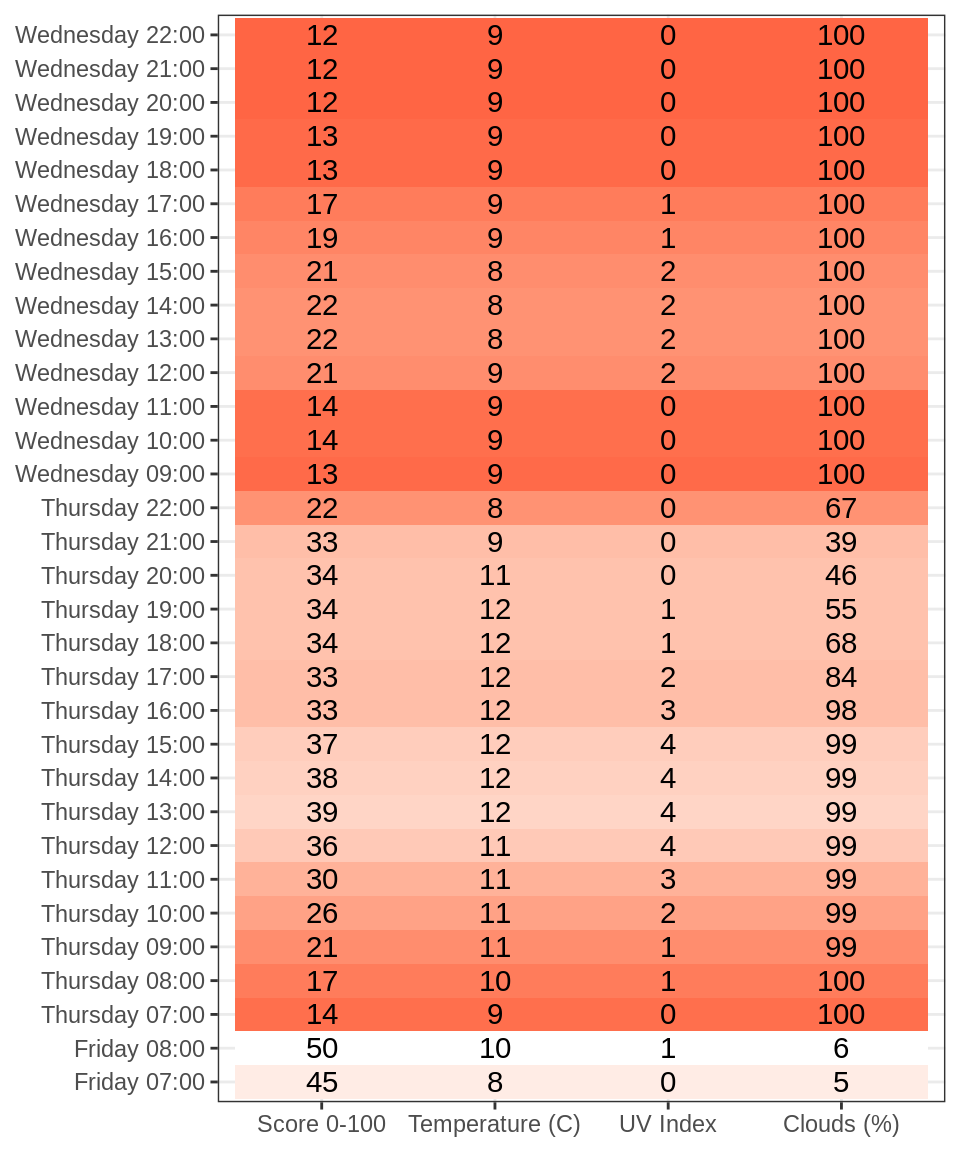 Wednesday 22:00 12 9 0 100
Wednesday 21:00 12 9 0 100
Wednesday 20:00 12 9 0 100
Wednesday 19:00 13 9 0 100
Wednesday 18:00 13 9 0 100
Wednesday 17:00 17 9 1 100
Wednesday 16:00 19 9 1 100
Wednesday 15:00 21 8 2 100
Wednesday 14:00 22 8 2 100
Wednesday 13:00 22 8 2 100
Wednesday 12:00 21 9 2 100
Wednesday 11:00 14 9 0 100
Wednesday 10:00 14 9 0 100
Wednesday 09:00 13 9 0 100
Thursday 22:00 22 8 0 67
Thursday 21:00 33 9 0 39
Thursday 20:00 34 11 0 46
Thursday 19:00 34 12 1 55
Thursday 18:00 34 12 1 68
Thursday 17:00 33 12 2 84
Thursday 16:00 33 12 3 98
Thursday 15:00 37 12 4 99
Thursday 14:00 38 12 4 99
Thursday 13:00 39 12 4 99
Thursday 12:00 36 11 4 99
Thursday 11:00 30 11 3 99
Thursday 10:00 26 11 2 99
Thursday 09:00 21 11 1 99
Thursday 08:00 17 10 1 100
Thursday 07:00 14 9 0 100
Friday 08:00 50 10 1 6
Friday 07:00 45 8 0 5
Score 0-100 Temperature (C) UV Index Clouds (%)